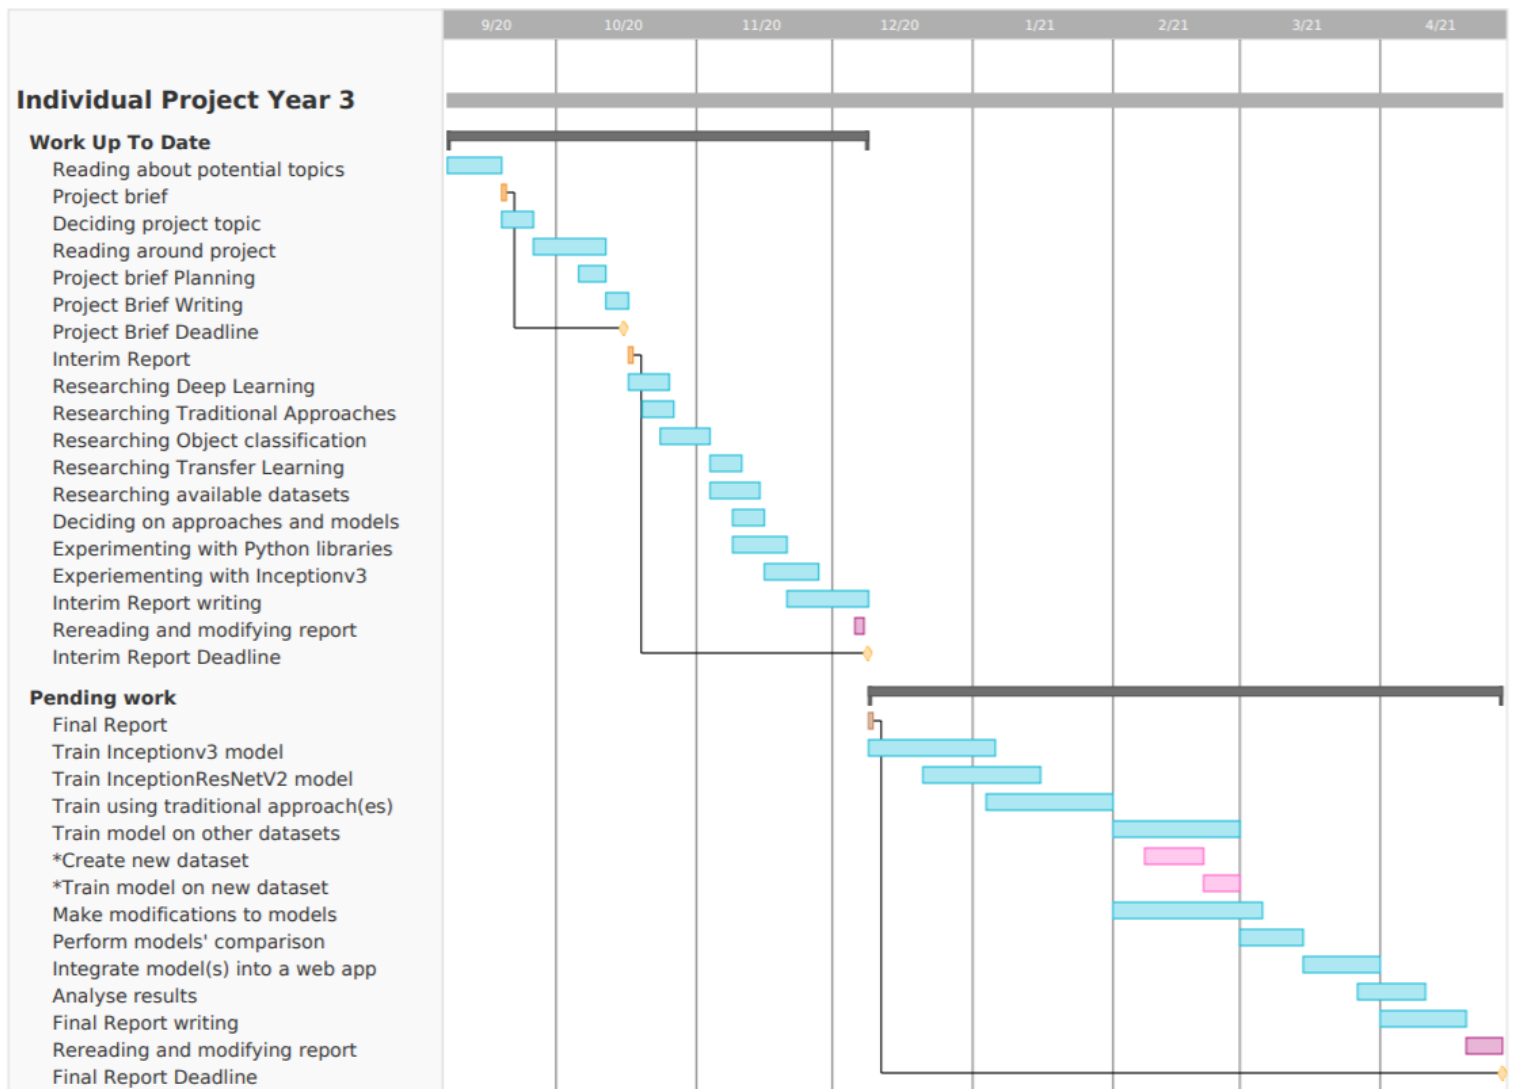 9/20 10/20 11/20 12/20 1/21 2/21 3/21 4/21
Individual Project Year 3
Work Up To Date
Reading about potential topics
Project brief
Deciding project topic
Reading around project
Project brief Planning
Project Brief Writing
Project Brief Deadline
Interim Report
Researching Deep Learning
Researching Traditional Approaches
Researching Object classification
Researching Transfer Learning
Researching available datasets
Deciding on approaches and models
Experimenting with Python libraries
Experiementing with Inceptionv3
Interim Report writing
Rereading and modifying report
Interim Report Deadline
Pending work
Final Report
Train Inceptionv3 model
Train InceptionResNetV2 model
Train using traditional approach(es)
Train model on other datasets
*Create new dataset
*Train model on new dataset
Make modifications to models
Perform models' comparison
Integrate model(s) into a web app
Analyse results
Final Report writing
Rereading and modifying report
Final Report Deadline